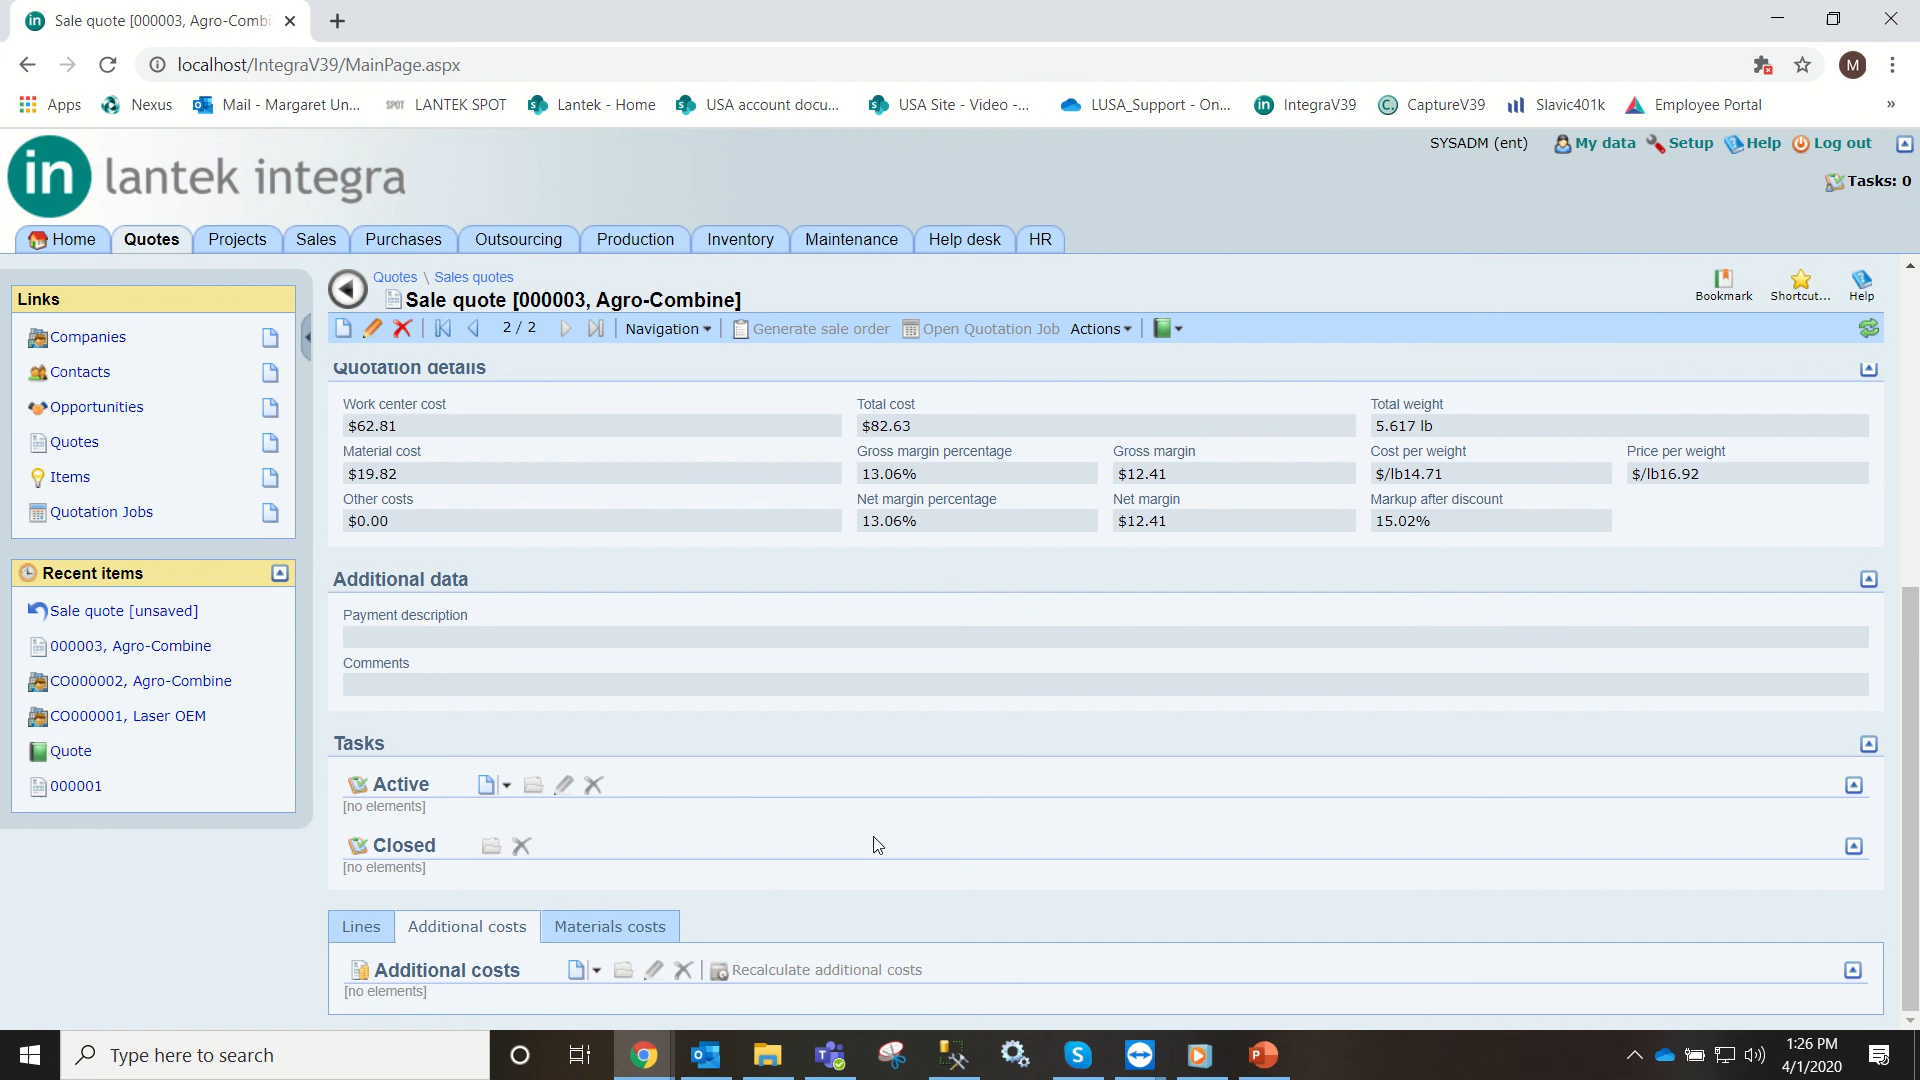 Sale quote [000003, Agro-Combi
localhost/IntegraV39/MainPage.aspx
M
Apps
Nexus
Mail - Margaret Un...
SPOT LANTEK SPOT
Lantek - Home
USA account docu...
USA Site - Video -...
LUSA_Support - On...
in IntegraV39
C CaptureV39
Slavic401k
Employee Portal
»
in lantek integra
SYSADM (ent)
My data
Setup
Help
Log out
Tasks: 0
Home
Quotes
Projects
Sales
Purchases
Outsourcing
Production
Inventory
Maintenance
Help desk
HR
Links
Companies
Contacts
Opportunities
Quotes
Items
Quotation Jobs
Recent items
Sale quote [unsaved]
000003, Agro-Combine
CO000002, Agro-Combine
CO000001, Laser OEM
Quote
000001
Quotes \ Sales quotes
Sale quote [000003, Agro-Combine]
Bookmark
Shortcut...
Help
2 / 2
Navigation
Generate sale order
Open Quotation Job
Actions
Quotation details
Work center cost
$62.81
Total cost
$82.63
Total weight
5.617 lb
Material cost
$19.82
Gross margin percentage
13.06%
Gross margin
$12.41
Cost per weight
$/lb14.71
Price per weight
$/lb16.92
Other costs
$0.00
Net margin percentage
13.06%
Net margin
$12.41
Markup after discount
15.02%
Additional data
Payment description
Comments
Tasks
Active
[no elements]
Closed
[no elements]
Lines
Additional costs
Materials costs
Additional costs
Recalculate additional costs
[no elements]
Type here to search
1:26 PM
4/1/2020